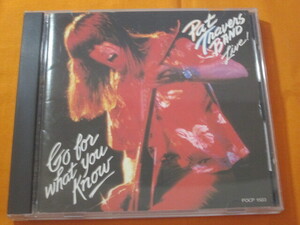 Pat
Travers
BAND
Live
Go for
what you
Know